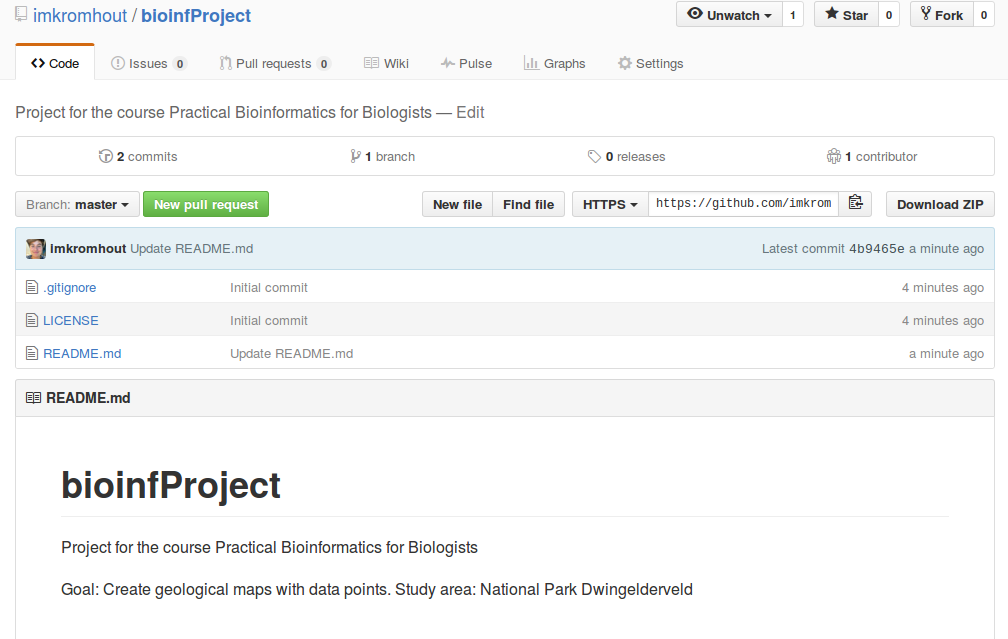 imkromhout / bioinfProject Unwatch 1 Star 0 Fork 0
Code Issues 0 Pull requests 0 Wiki Pulse Graphs Settings
Project for the course Practical Bioinformatics for Biologists — Edit
2 commits 1 branch 0 releases 1 contributor
Branch: master New pull request New file Find file HTTPS https://github.com/imkrom Download ZIP
imkromhout Update README.md Latest commit 4b9465e a minute ago
.gitignore Initial commit 4 minutes ago
LICENSE Initial commit 4 minutes ago
README.md Update README.md a minute ago
README.md
bioinfProject
Project for the course Practical Bioinformatics for Biologists
Goal: Create geological maps with data points. Study area: National Park Dwingelderveld